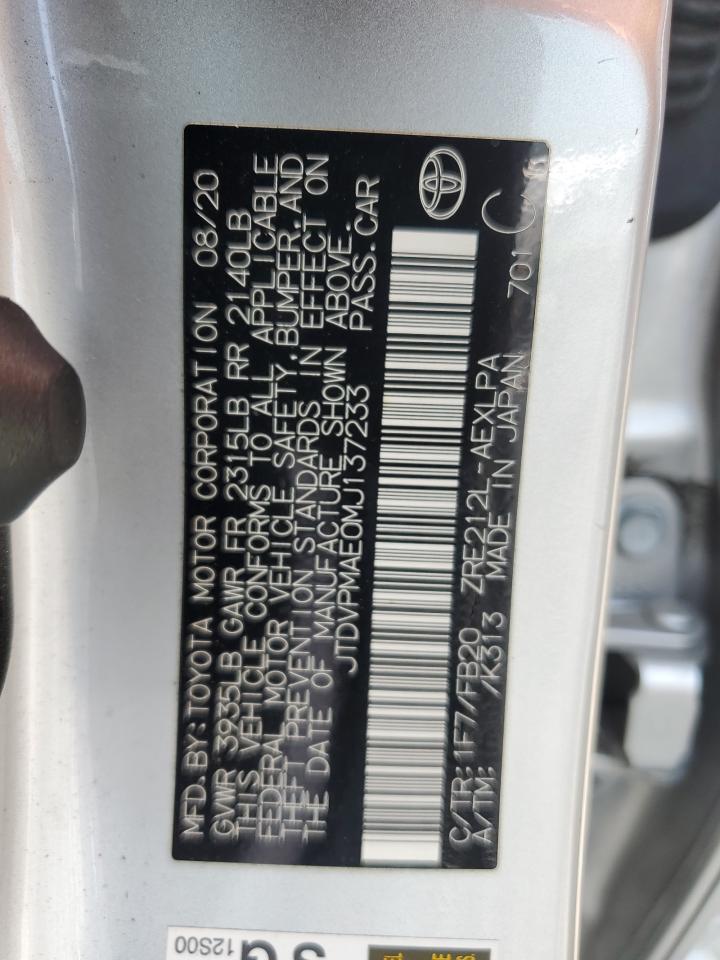 MFD.BY:TOYOTA MOTOR CORPORATION 08/20
GVWR 3935LB GAWR FR 2315LB RR 2140LB
THIS VEHICLE CONFORMS TO ALL APPLICABLE
FEDERAL MOTOR VEHICLE SAFETY,BUMPER,AND
THEFT PREVENTION STANDARDS IN EFFECT ON
THE DATE OF MANUFACTURE SHOWN ABOVE.
JTDVPMAE0MJ137233 PASS.CAR
C/TR:1F7/FB20 ZRE212L-AEXLPA
A/TM: /K313 MADE IN JAPAN 701 C
12S00